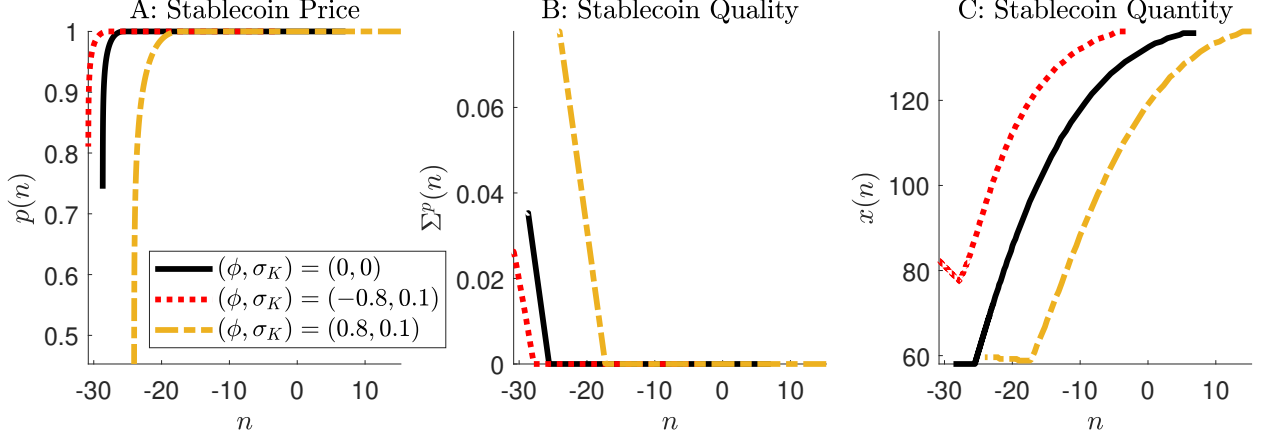 A: Stablecoin Price
1
0.9
0.8
0.7
0.6
0.5
p(n)
-30 -20 -10 0 10
n
(ϕ, σ_K) = (0, 0)
(ϕ, σ_K) = (−0.8, 0.1)
(ϕ, σ_K) = (0.8, 0.1)
B: Stablecoin Quality
0.06
0.04
0.02
0
Σ^p(n)
-30 -20 -10 0 10
n
C: Stablecoin Quantity
120
100
80
60
x(n)
-30 -20 -10 0 10
n